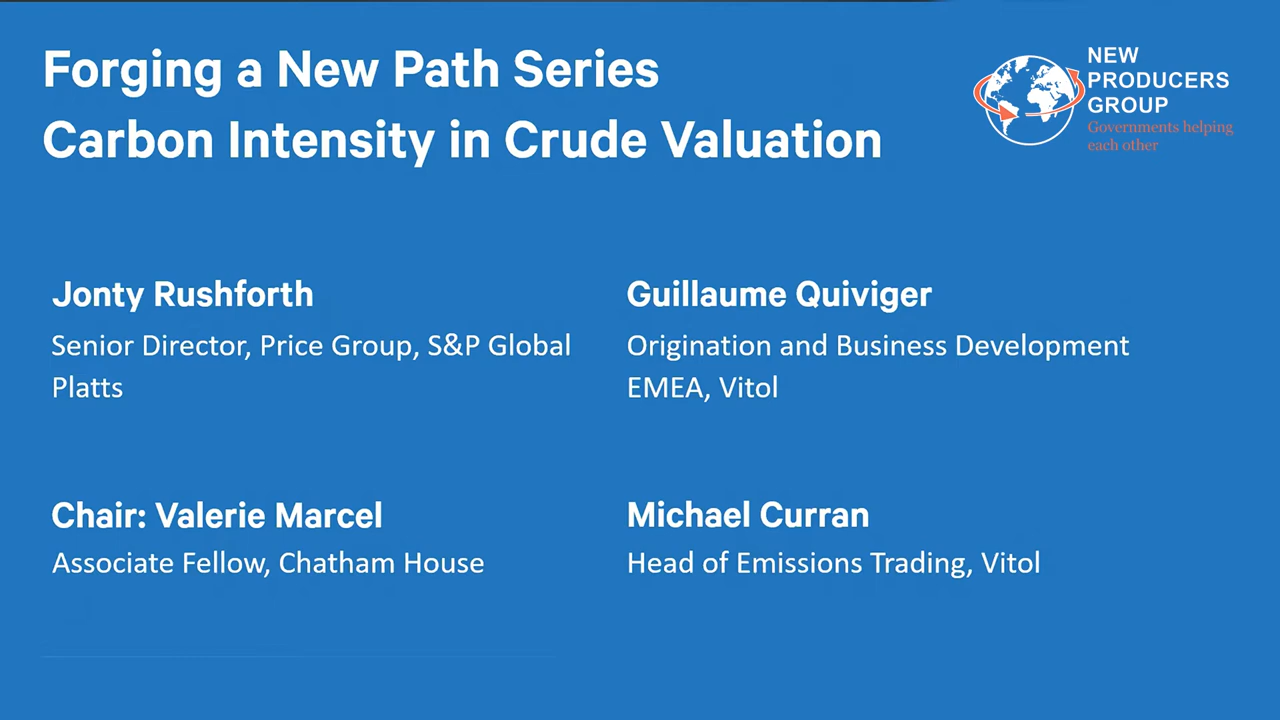 Forging a New Path Series
Carbon Intensity in Crude Valuation
NEW
PRODUCERS
GROUP
Governments helping
each other
Jonty Rushforth
Senior Director, Price Group, S&P Global
Platts
Guillaume Quiviger
Origination and Business Development
EMEA, Vitol
Chair: Valerie Marcel
Associate Fellow, Chatham House
Michael Curran
Head of Emissions Trading, Vitol